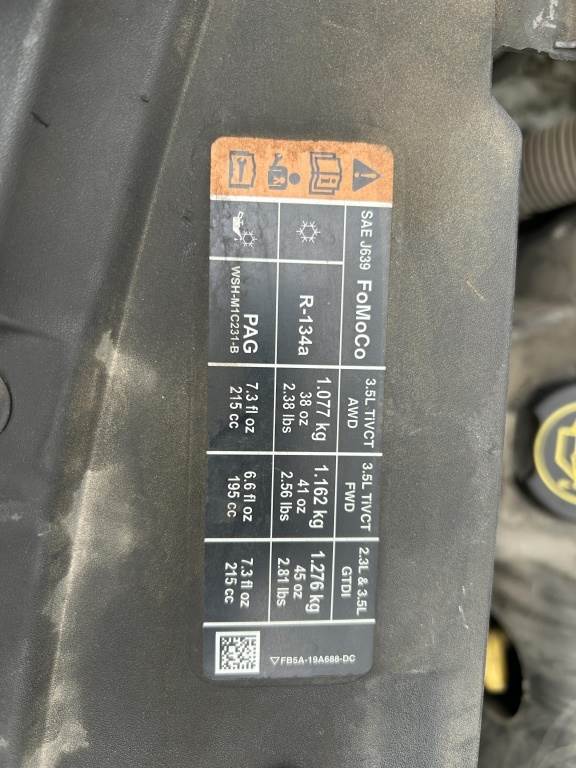 SAE J639 FoMoCo
3.5L TiVCT
AWD
3.5L TiVCT
FWD
2.3L & 3.5L
GTDI
R-134a
1.077 kg
38 oz
2.38 lbs
1.162 kg
41 oz
2.56 lbs
1.276 kg
45 oz
2.81 lbs
PAG
WSH-M1C231-B
7.3 fl oz
215 cc
6.6 fl oz
195 cc
7.3 fl oz
215 cc
FB5A-19A688-DC